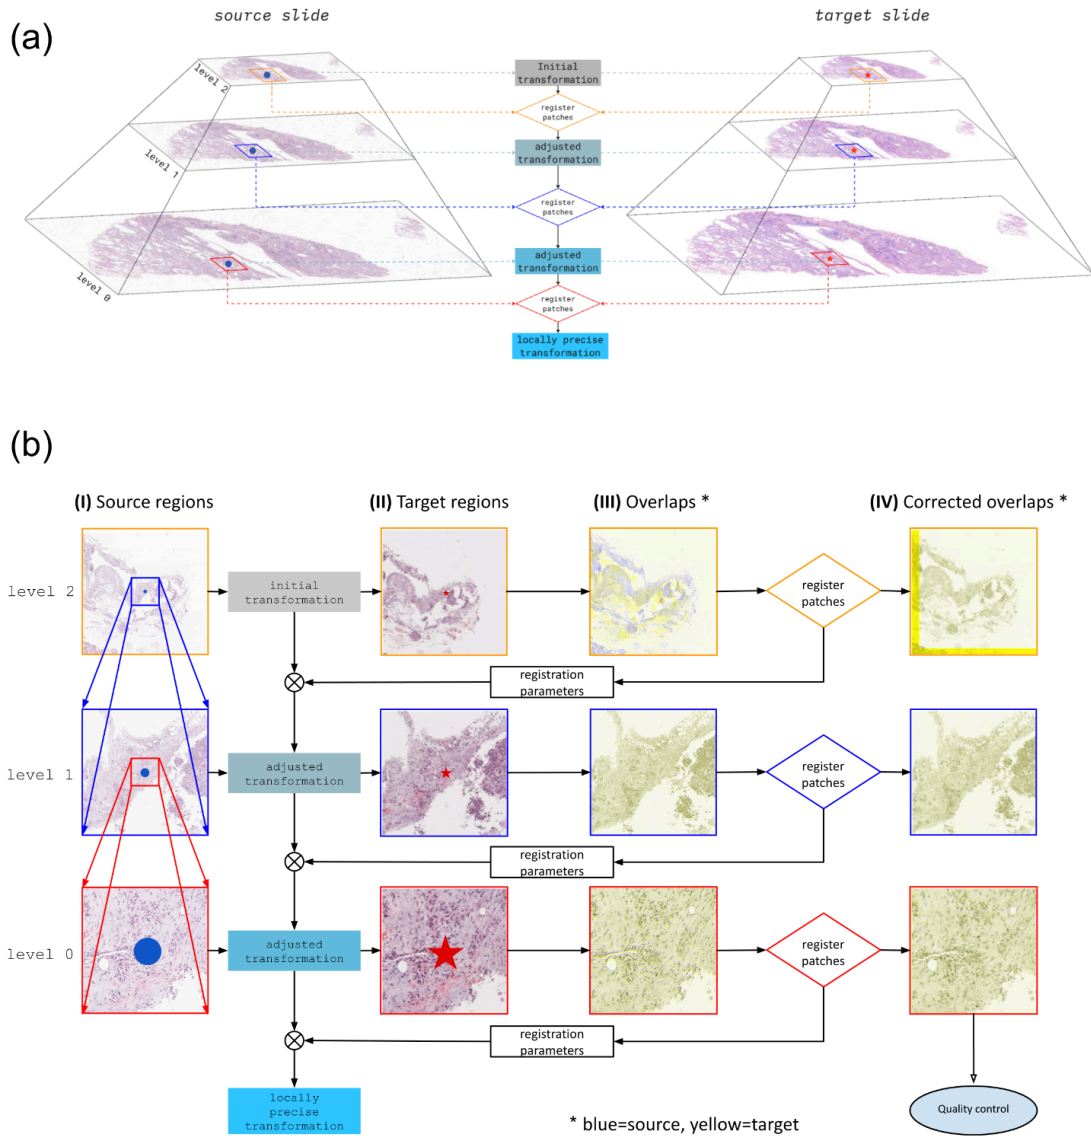 (a)
source slide
target slide
level 2
level 1
level 0
Initial
transformation
register
patches
adjusted
transformation
register
patches
adjusted
transformation
register
patches
locally precise
transformation
(b)
(I) Source regions
(II) Target regions
(III) Overlaps *
(IV) Corrected overlaps *
level 2
initial
transformation
register
patches
registration
parameters
level 1
adjusted
transformation
register
patches
registration
parameters
level 0
adjusted
transformation
register
patches
registration
parameters
locally
precise
transformation
* blue=source, yellow=target
Quality control